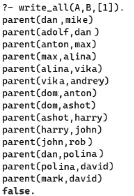 ?- write_all(A,B,[1]).
parent(dan,mike)
parent(adolf,dan )
parent(anton,max)
parent(max,alina)
parent(alina,vika)
parent(vika,andrey)
parent(dom,anton)
parent(dom,ashot)
parent(ashot,harry)
parent(harry,john)
parent(john,rob)
parent(dan,polina)
parent(polina,david)
parent(mark,david)
false.